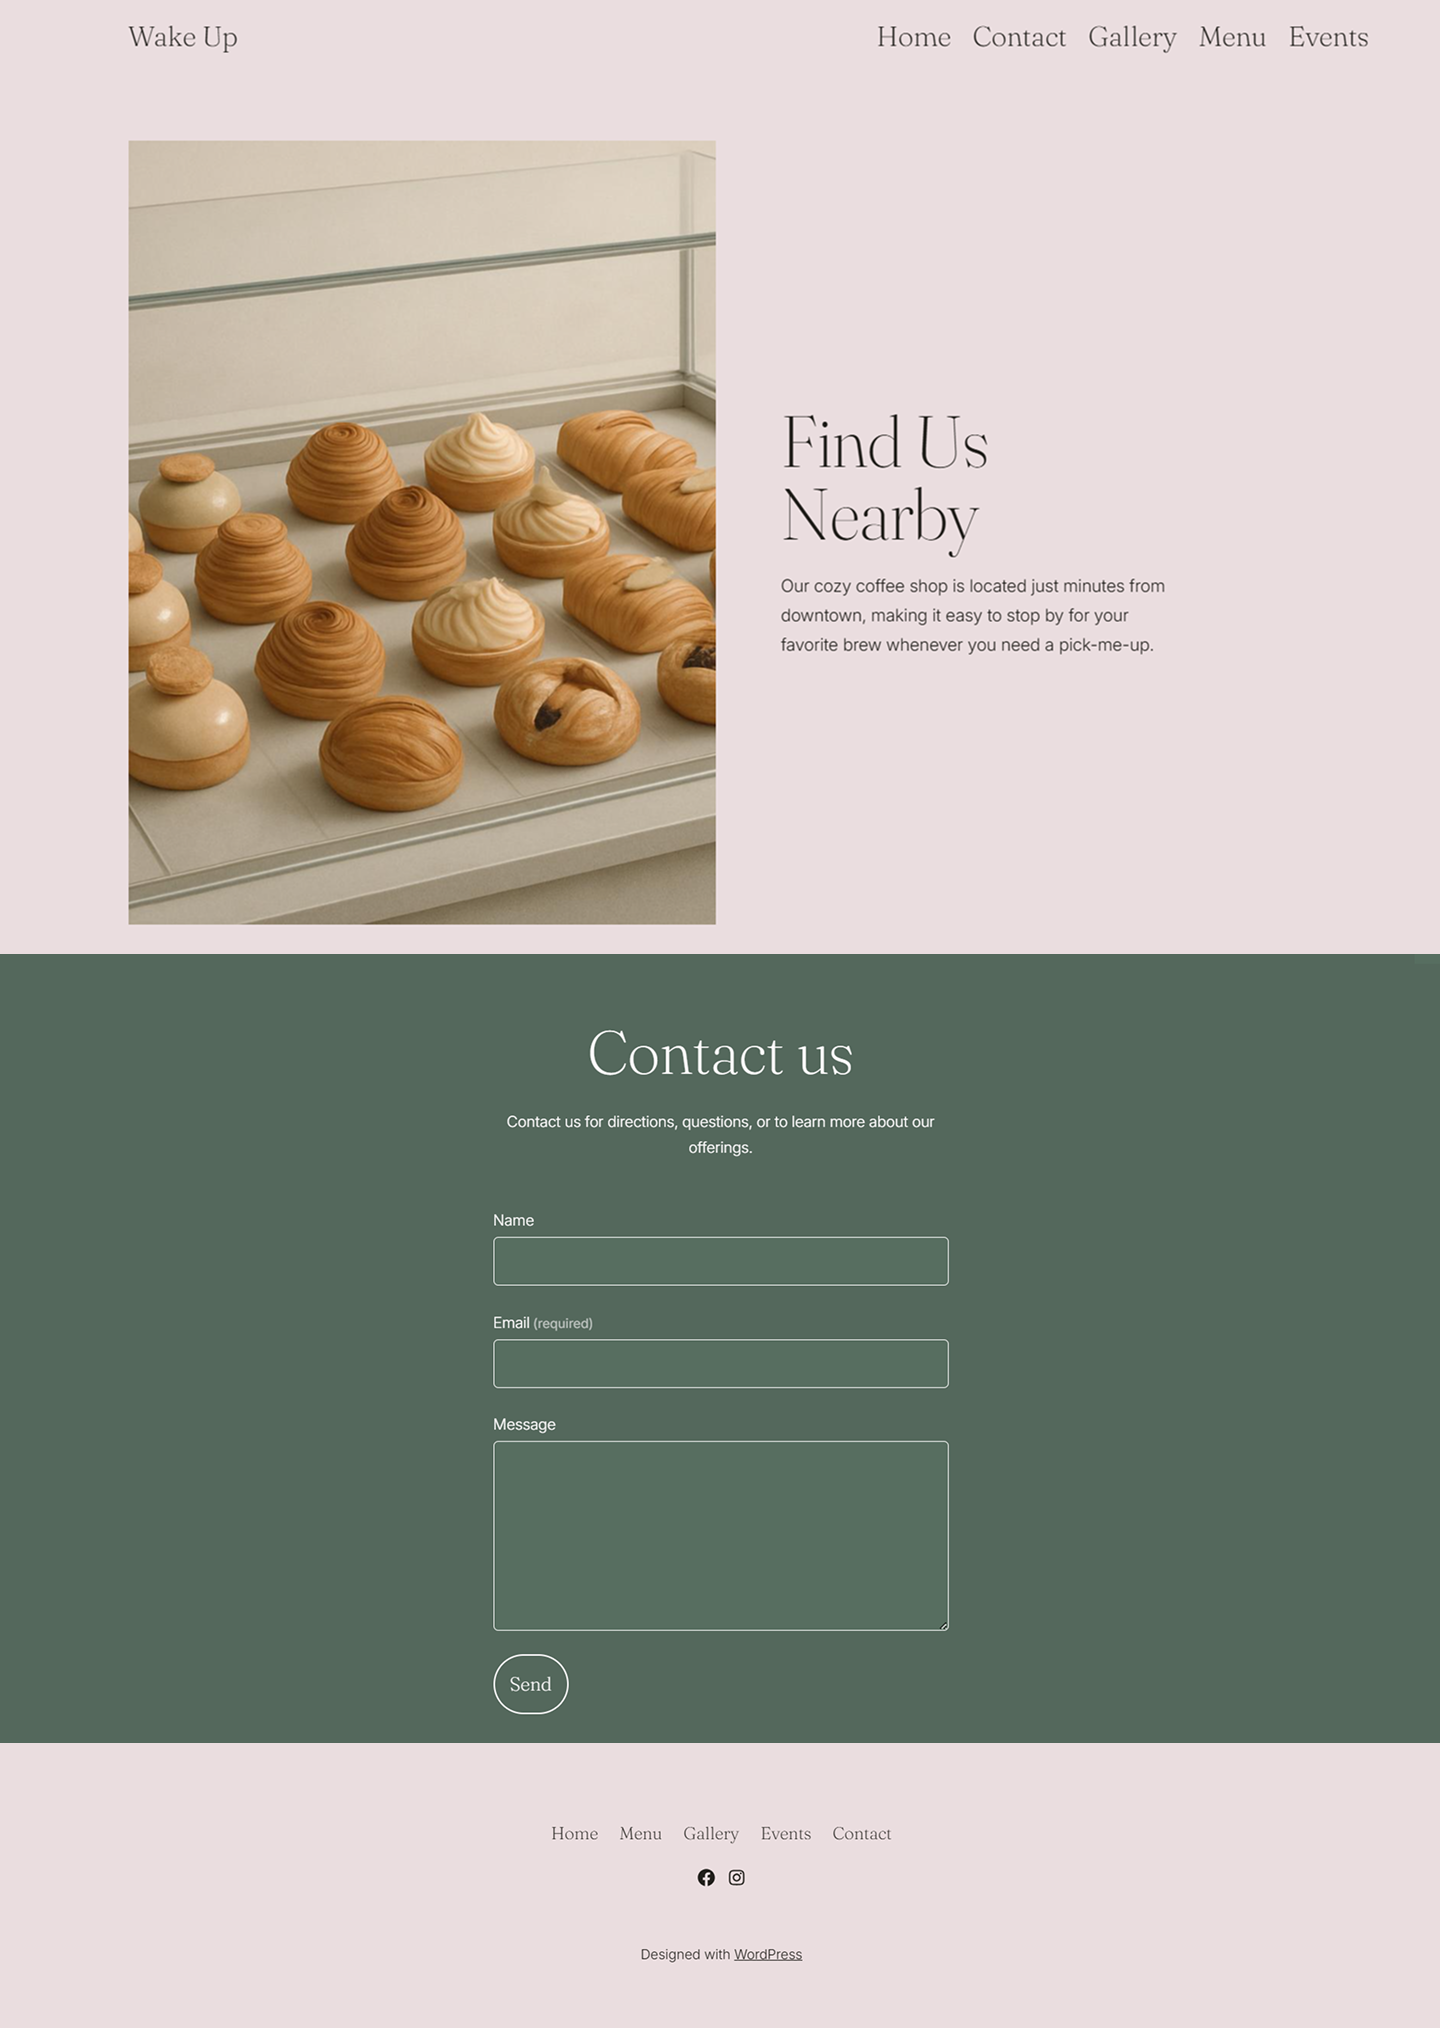 Wake Up
Home Contact Gallery Menu Events
Find Us
Nearby
Our cozy coffee shop is located just minutes from
downtown, making it easy to stop by for your
favorite brew whenever you need a pick-me-up.
Contact us
Contact us for directions, questions, or to learn more about our
offerings.
Name
Email (required)
Message
Send
Home Menu Gallery Events Contact
Designed with WordPress